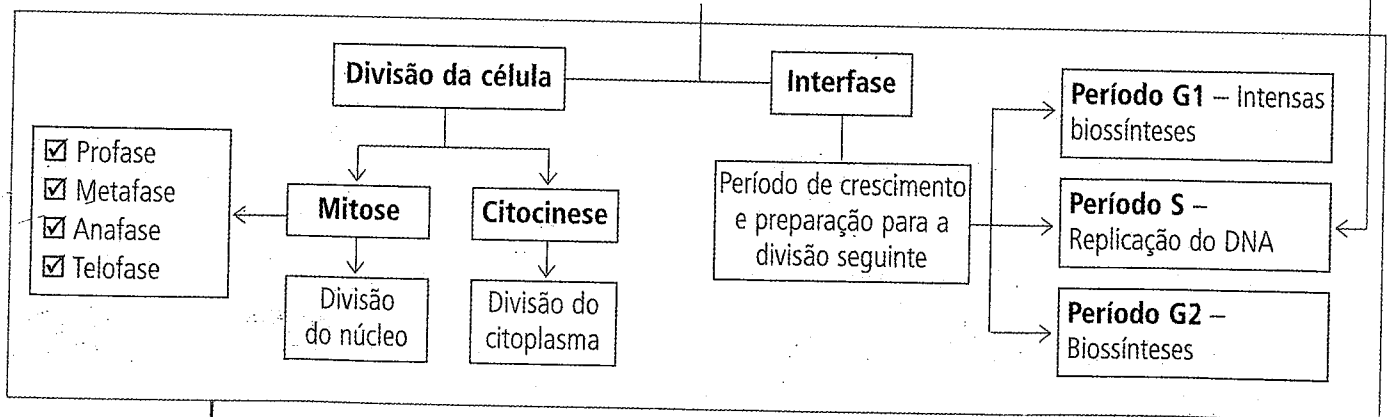 Divisão da célula
Interfase
Período G1 – Intensas
biossínteses
☑ Profase
☑ Metafase
☑ Anafase
☑ Telofase
Mitose
Citocinese
Período de crescimento
e preparação para a
divisão seguinte
Período S –
Replicação do DNA
Divisão
do núcleo
Divisão do
citoplasma
Período G2 –
Biossínteses